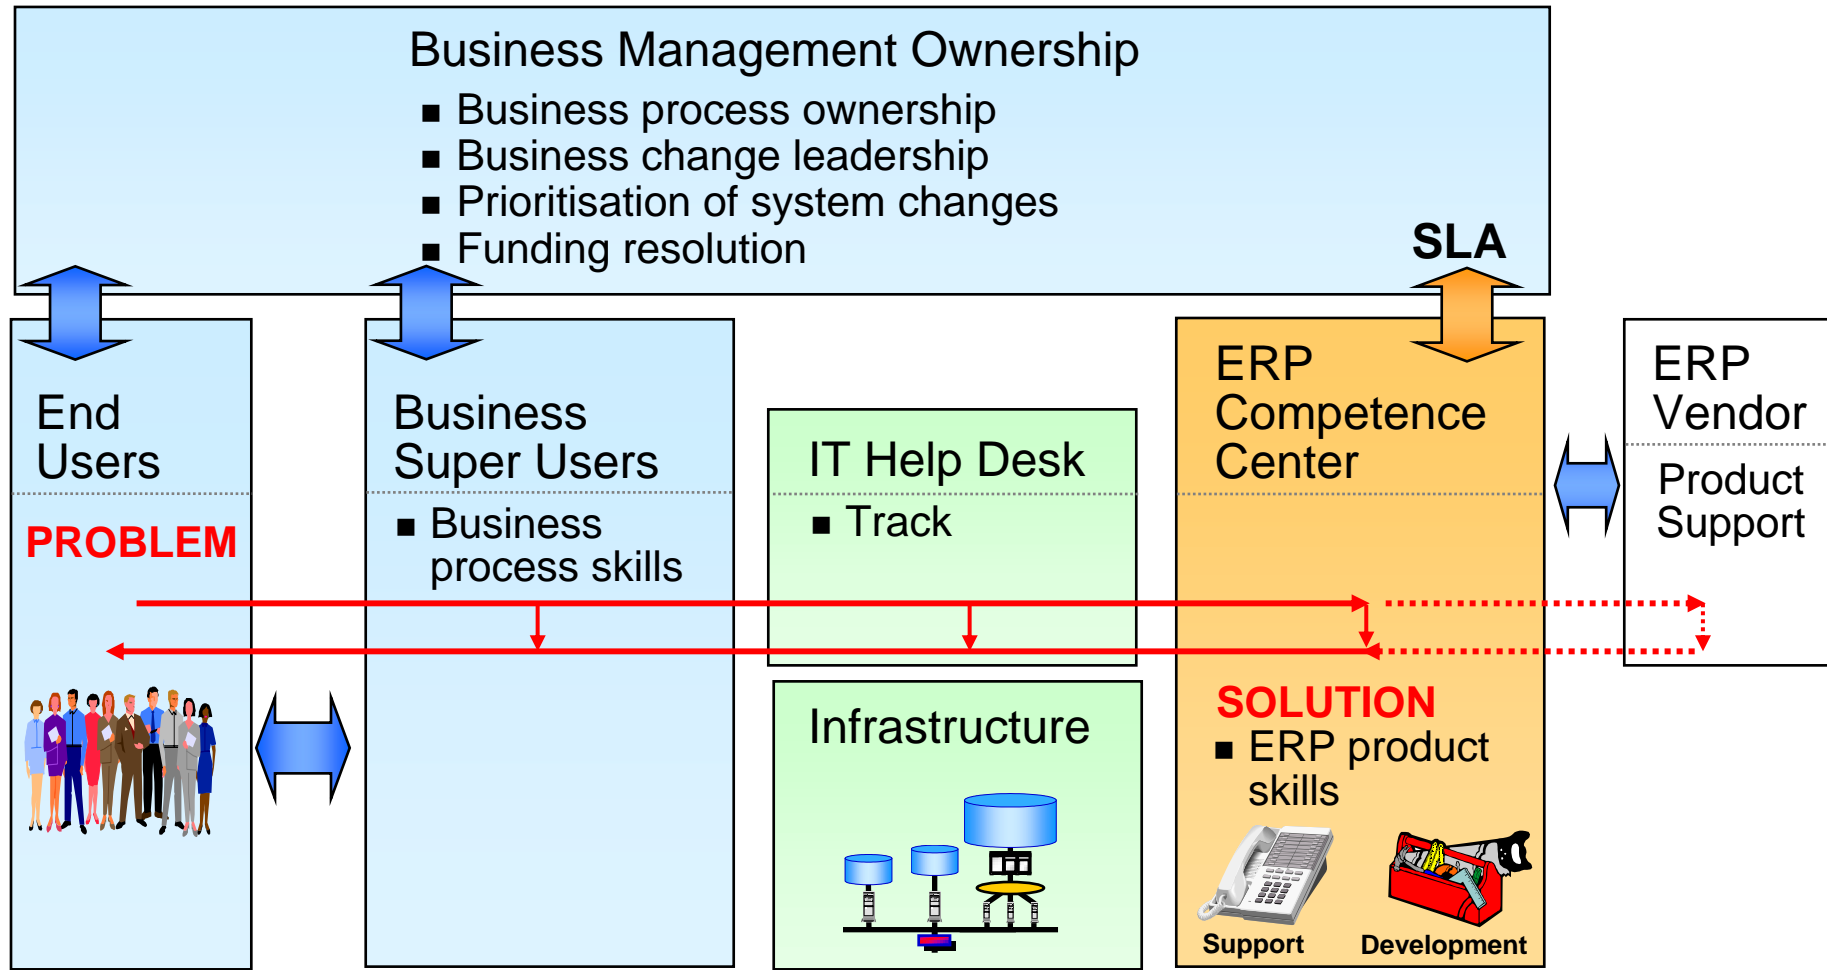 Business Management Ownership
■ Business process ownership
■ Business change leadership
■ Prioritisation of system changes
■ Funding resolution
SLA
End
Users
PROBLEM
Business
Super Users
■ Business
process skills
IT Help Desk
■ Track
Infrastructure
ERP
Competence
Center
SOLUTION
■ ERP product
skills
Support
Development
ERP
Vendor
Product
Support